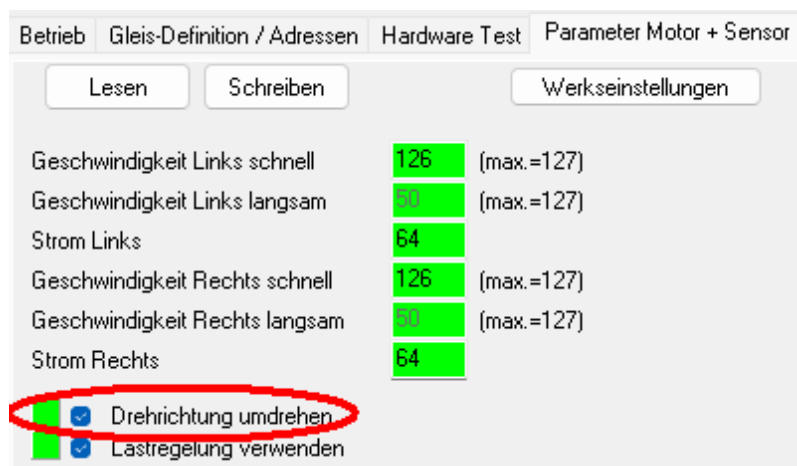 Betrieb Gleis-Definition / Adressen Hardware Test Parameter Motor + Sensor
Lesen Schreiben Werkseinstellungen
Geschwindigkeit Links schnell 126 (max.=127)
Geschwindigkeit Links langsam 50 (max.=127)
Strom Links 64
Geschwindigkeit Rechts schnell 126 (max.=127)
Geschwindigkeit Rechts langsam 50 (max.=127)
Strom Rechts 64
Drehrichtung umdrehen
Lastregelung verwenden